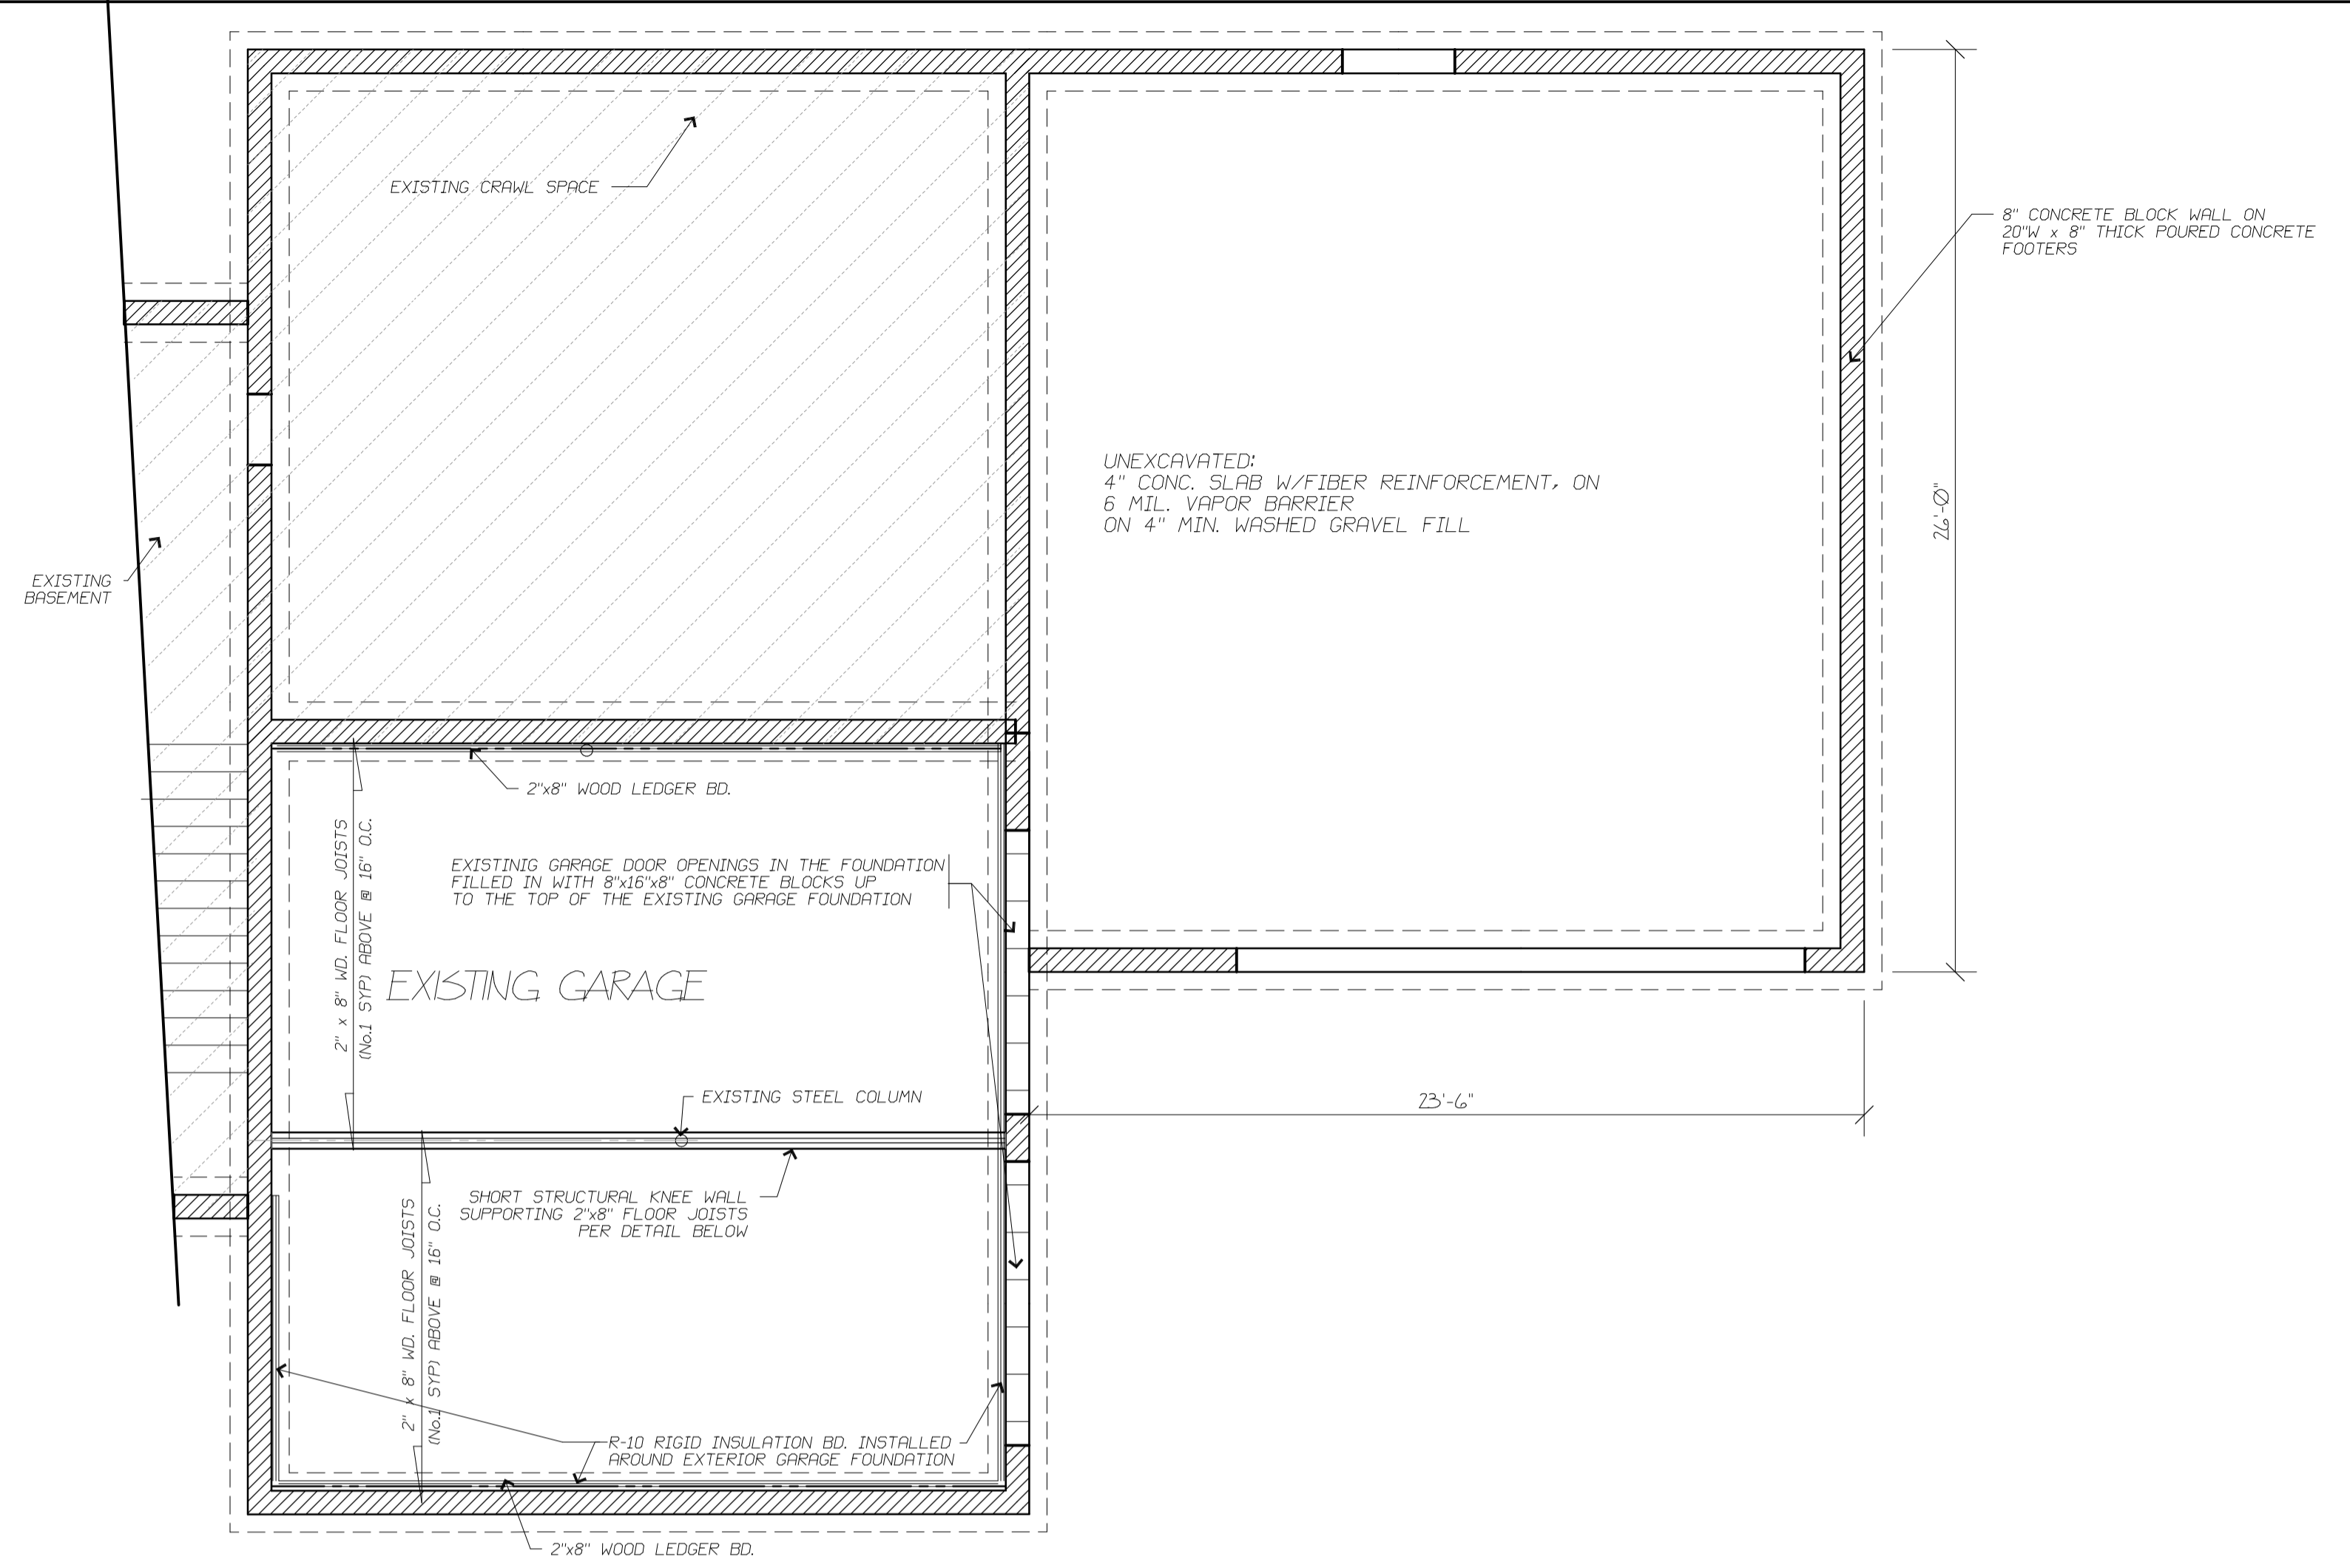 EXISTING CRAWL SPACE
8" CONCRETE BLOCK WALL ON
20"W x 8" THICK POURED CONCRETE
FOOTERS
UNEXCAVATED:
4" CONC. SLAB W/FIBER REINFORCEMENT, ON
6 MIL. VAPOR BARRIER
ON 4" MIN. WASHED GRAVEL FILL
26'-0"
EXISTING
BASEMENT
2"x8" WOOD LEDGER BD.
2" x 8" WD. FLOOR JOISTS
(No.1 SYP) ABOVE @ 16" O.C.
EXISTINIG GARAGE DOOR OPENINGS IN THE FOUNDATION
FILLED IN WITH 8"x16"x8" CONCRETE BLOCKS UP
TO THE TOP OF THE EXISTING GARAGE FOUNDATION
EXISTING GARAGE
EXISTING STEEL COLUMN
23'-6"
SHORT STRUCTURAL KNEE WALL
SUPPORTING 2"x8" FLOOR JOISTS
PER DETAIL BELOW
2" x 8" WD. FLOOR JOISTS
(No.1 SYP) ABOVE @ 16" O.C.
R-10 RIGID INSULATION BD. INSTALLED
AROUND EXTERIOR GARAGE FOUNDATION
2"x8" WOOD LEDGER BD.